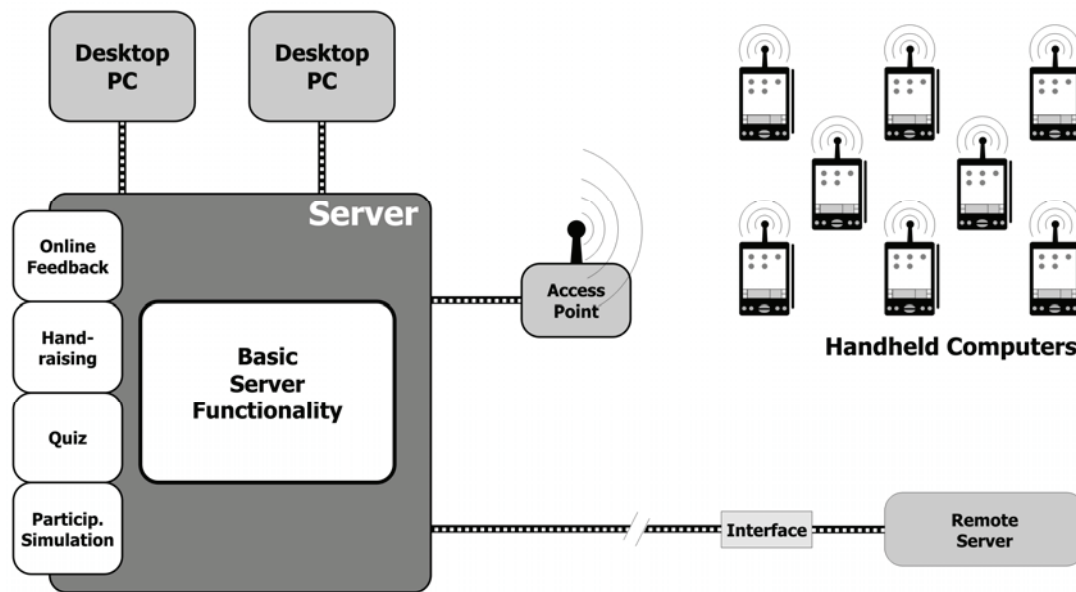 Desktop
PC
Desktop
PC
Server
Online
Feedback
Hand-
raising
Quiz
Particip.
Simulation
Basic
Server
Functionality
Access
Point
Handheld Computers
Interface
Remote
Server